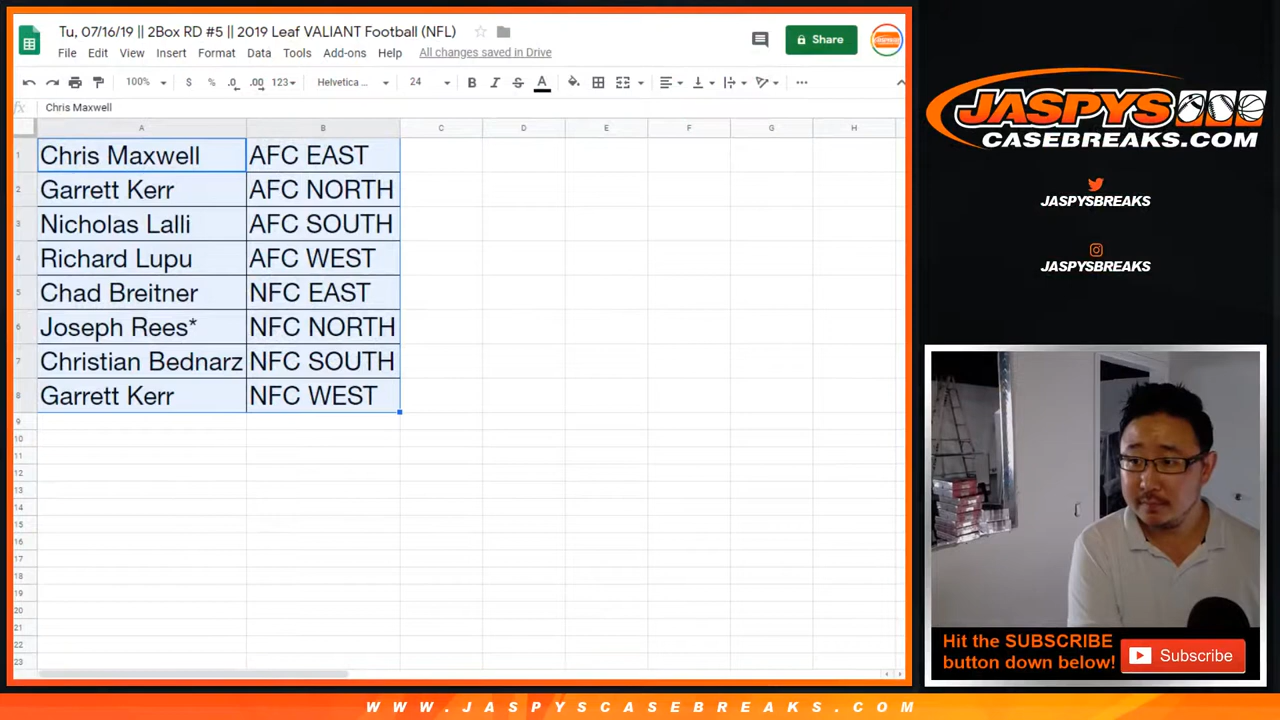 Tu, 07/16/19 || 2Box RD #5 || 2019 Leaf VALIANT Football (NFL)
File Edit View Insert Format Data Tools Add-ons Help All changes saved in Drive
Share
100% $ % .0 .00 123 Helvetica ... 24 B I S A
fx Chris Maxwell
A B C D E F G H
1 Chris Maxwell AFC EAST
2 Garrett Kerr AFC NORTH
3 Nicholas Lalli AFC SOUTH
4 Richard Lupu AFC WEST
5 Chad Breitner NFC EAST
6 Joseph Rees* NFC NORTH
7 Christian Bednarz NFC SOUTH
8 Garrett Kerr NFC WEST
9
10
11
12
13
14
15
16
17
18
19
20
21
22
23
JASPYS
CASEBREAKS.COM
JASPYSBREAKS
JASPYSBREAKS
Hit the SUBSCRIBE
button down below!
Subscribe
WWW.JASPYSCASEBREAKS.COM